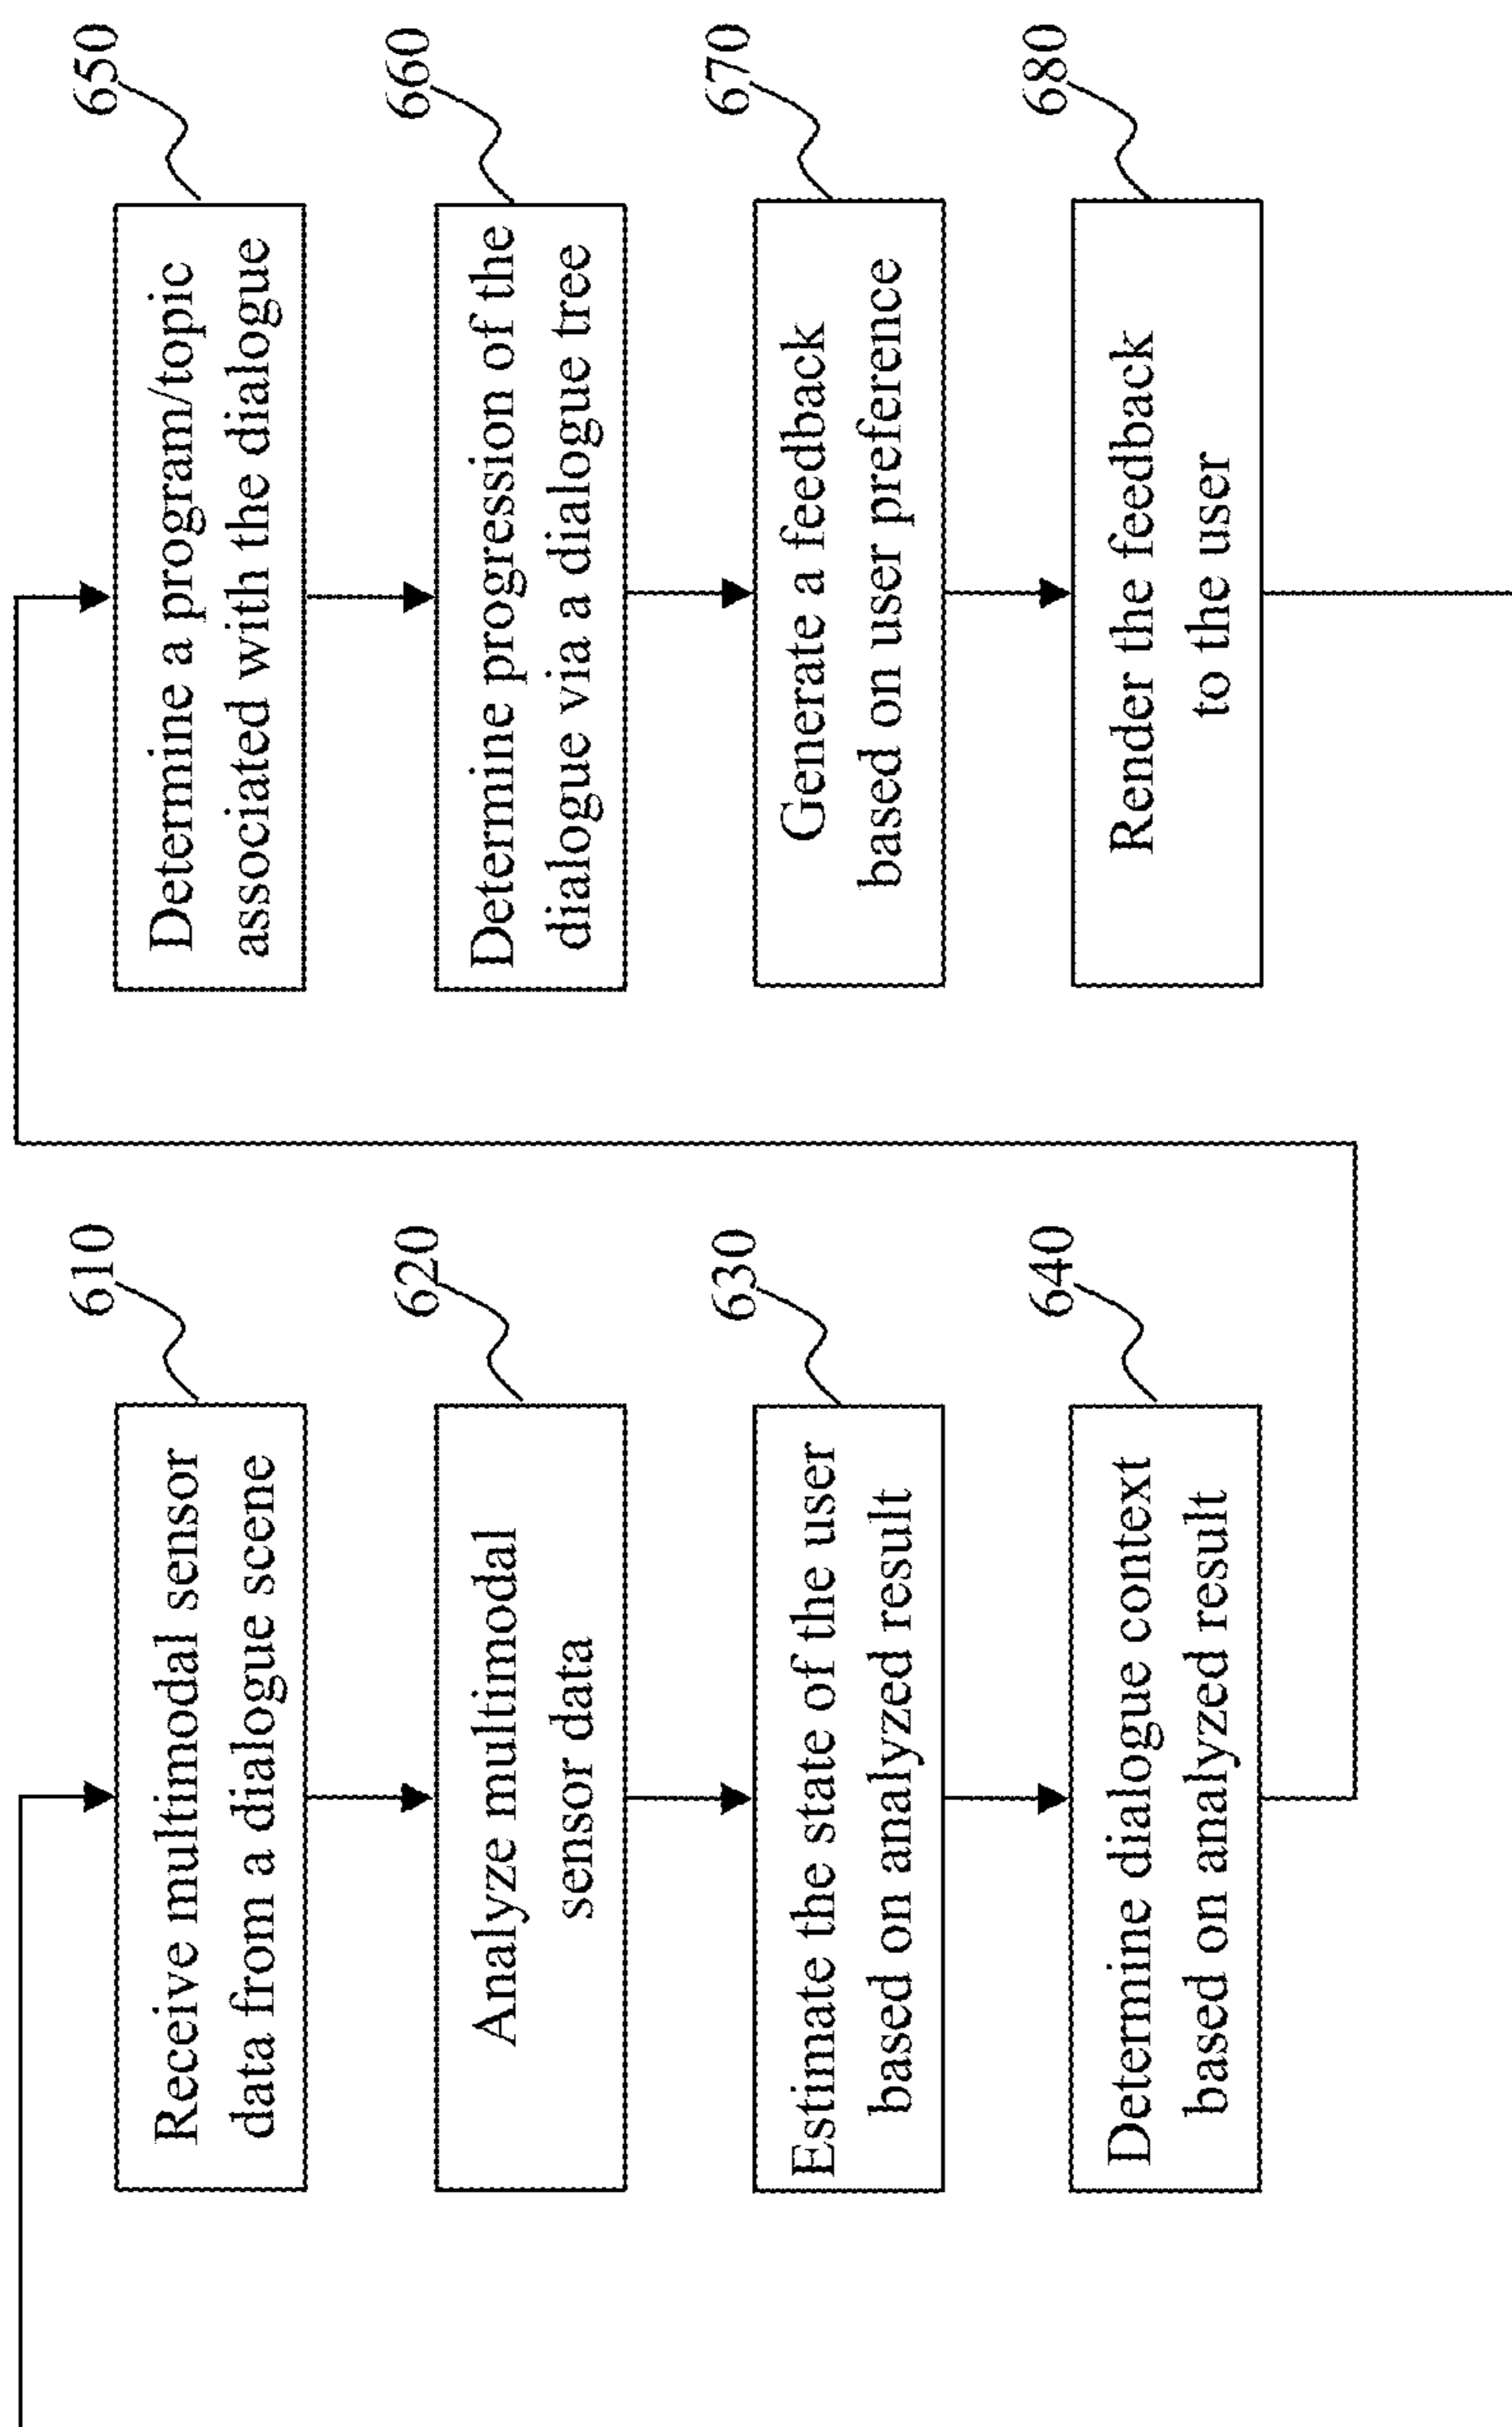 610
Receive multimodal sensor
data from a dialogue scene
620
Analyze multimodal
sensor data
630
Estimate the state of the user
based on analyzed result
640
Determine dialogue context
based on analyzed result
650
Determine a program/topic
associated with the dialogue
660
Determine progression of the
dialogue via a dialogue tree
670
Generate a feedback
based on user preference
680
Render the feedback
to the user